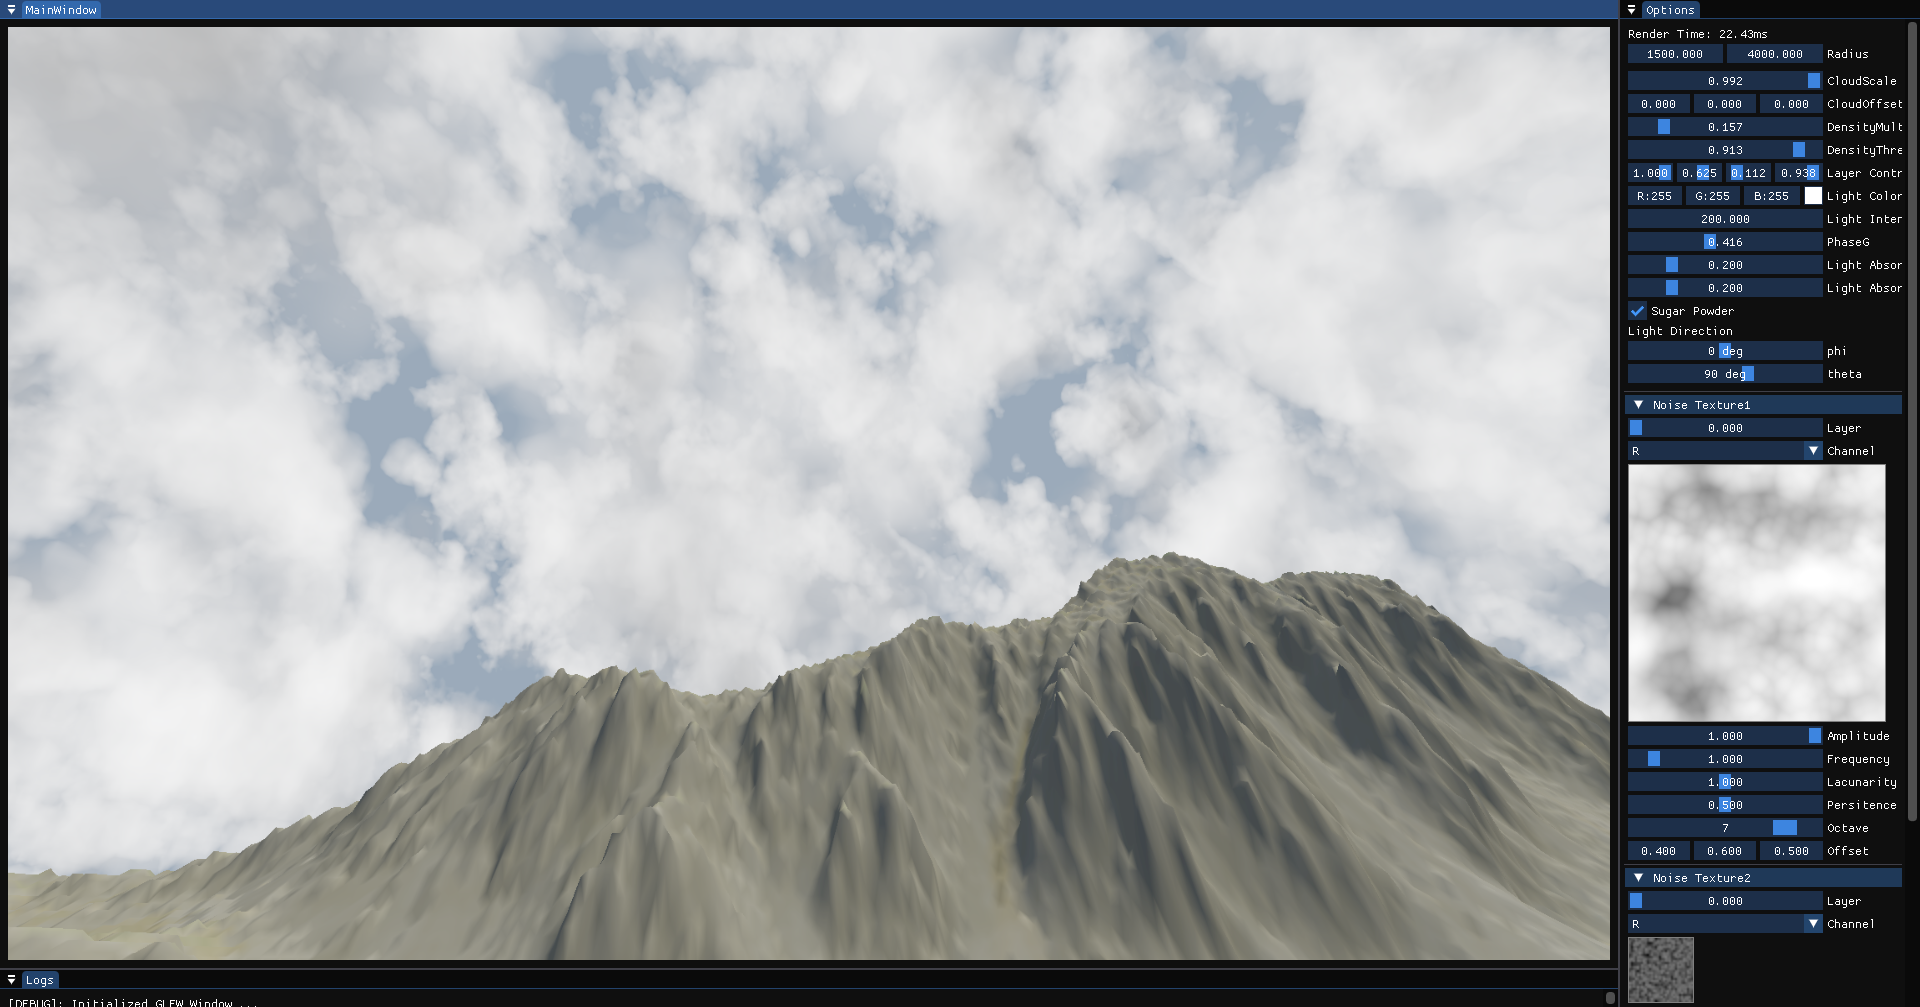 MainWindow
Options
Render Time: 22.43ms
1500.000 4000.000 Radius
0.992 CloudScale
0.000 0.000 0.000 CloudOffset
0.157 DensityMult
0.913 DensityThre
1.000 0.625 0.112 0.938 Layer Contr
R:255 G:255 B:255 Light Color
200.000 Light Inter
0.416 PhaseG
0.200 Light Absor
0.200 Light Absor
Sugar Powder
Light Direction
0 deg phi
90 deg theta
Noise Texture1
0.000 Layer
R Channel
1.000 Amplitude
1.000 Frequency
1.000 Lacunarity
0.500 Persitence
7 Octave
0.400 0.600 0.500 Offset
Noise Texture2
0.000 Layer
R Channel
Logs
[DEBUG]: Initialized GLFW Window ...